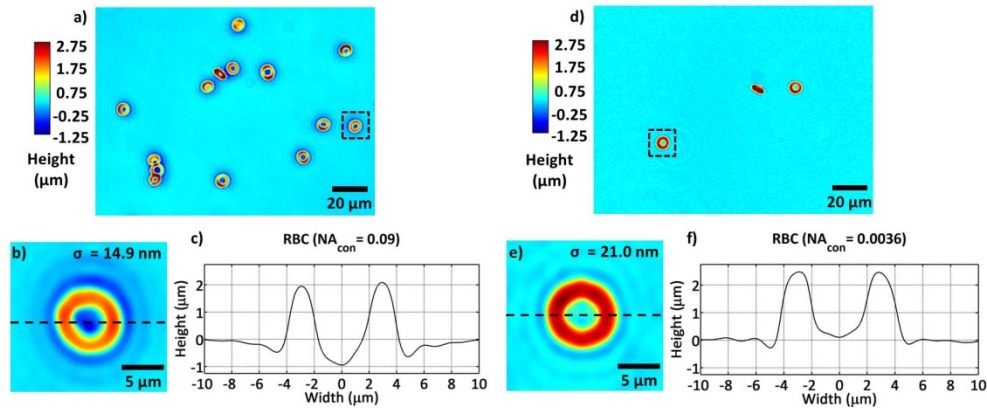 a)
2.75
1.75
0.75
-0.25
-1.25
Height
(μm)
20 μm
d)
2.75
1.75
0.75
-0.25
-1.25
Height
(μm)
20 μm
b)
σ = 14.9 nm
5 μm
c)
RBC (NAcon = 0.09)
Height (μm)
2
1
0
-1
-10 -8 -6 -4 -2 0 2 4 6 8 10
Width (μm)
e)
σ = 21.0 nm
5 μm
f)
RBC (NAcon = 0.0036)
Height (μm)
2
1
0
-1
-10 -8 -6 -4 -2 0 2 4 6 8 10
Width (μm)